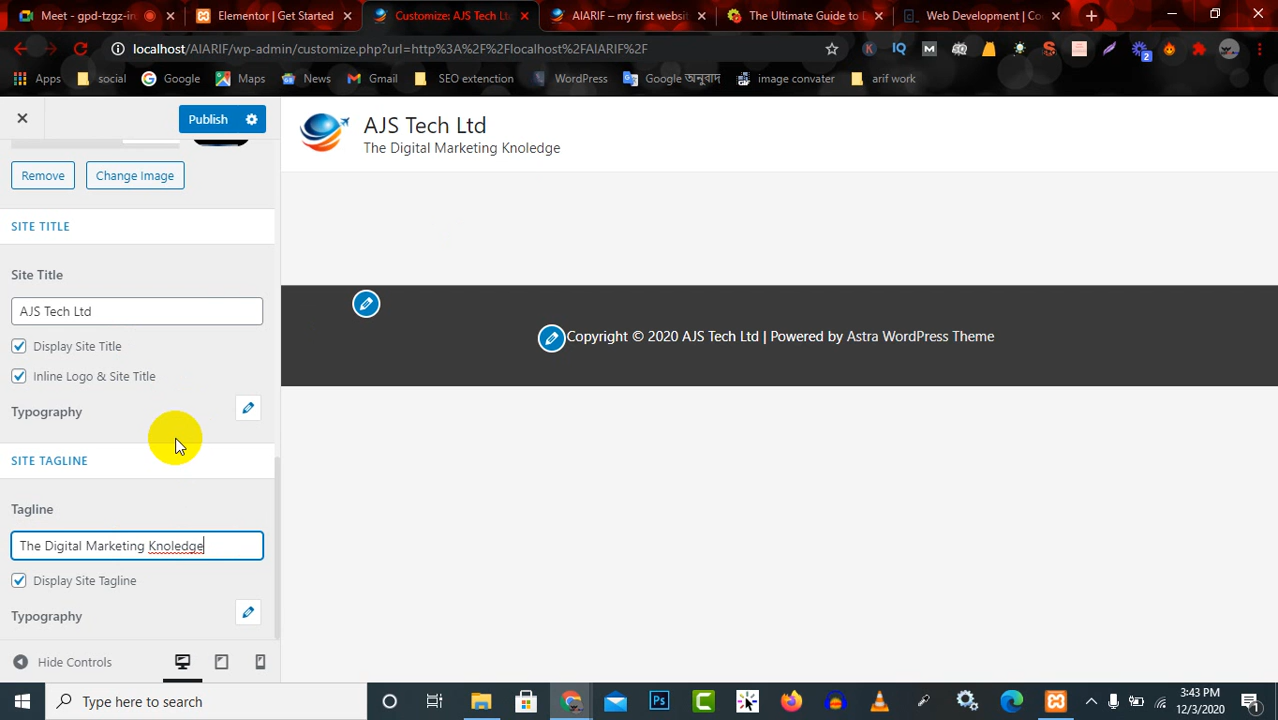 Meet – gpd-tzgz-in
Elementor | Get Started
Customize: AJS Tech Ltd
AIARIF – my first websit
The Ultimate Guide to D
Web Development | Co
localhost/AIARIF/wp-admin/customize.php?url=http%3A%2F%2Flocalhost%2FAIARIF%2F
Apps
social
Google
Maps
News
Gmail
SEO extenction
WordPress
Google অনুবাদ
image convater
arif work
Publish
Remove
Change Image
SITE TITLE
Site Title
AJS Tech Ltd
Display Site Title
Inline Logo & Site Title
Typography
SITE TAGLINE
Tagline
The Digital Marketing Knoledge
Display Site Tagline
Typography
Hide Controls
AJS Tech Ltd
The Digital Marketing Knoledge
Copyright © 2020 AJS Tech Ltd | Powered by Astra WordPress Theme
Type here to search
3:43 PM
12/3/2020